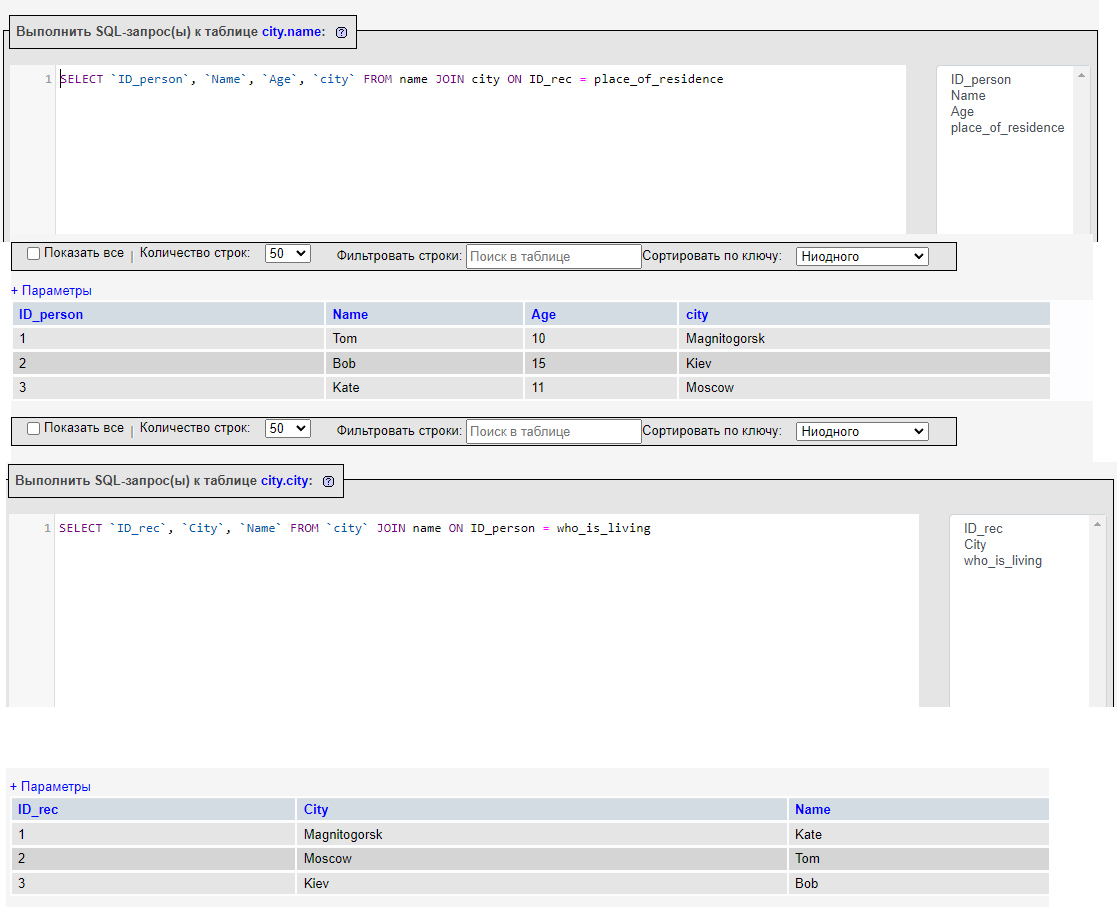 Выполнить SQL-запрос(ы) к таблице city.name:
1 SELECT `ID_person`, `Name`, `Age`, `city` FROM name JOIN city ON ID_rec = place_of_residence
ID_person
Name
Age
place_of_residence
Показать все | Количество строк: 50 Фильтровать строки: Поиск в таблице Сортировать по ключу: Ниодного
+ Параметры
ID_person Name Age city
1 Tom 10 Magnitogorsk
2 Bob 15 Kiev
3 Kate 11 Moscow
Показать все | Количество строк: 50 Фильтровать строки: Поиск в таблице Сортировать по ключу: Ниодного
Выполнить SQL-запрос(ы) к таблице city.city:
1 SELECT `ID_rec`, `City`, `Name` FROM `city` JOIN name ON ID_person = who_is_living
ID_rec
City
who_is_living
+ Параметры
ID_rec City Name
1 Magnitogorsk Kate
2 Moscow Tom
3 Kiev Bob